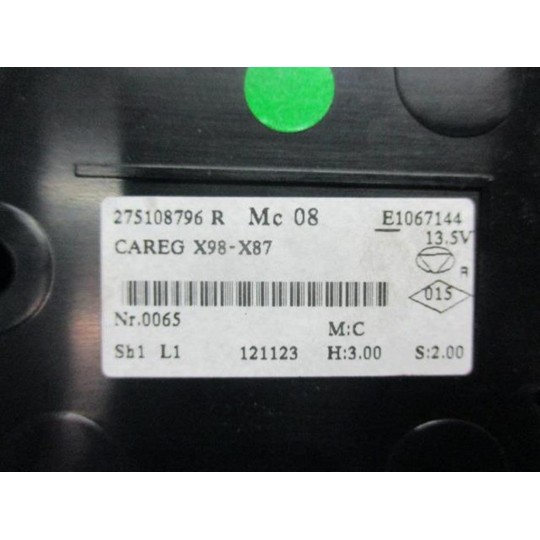 275108796 R Mc 08 E1067144
CAREG X98-X87 13.5V
R
015
Nr.0065 M:C
Sh1 L1 121123 H:3.00 S:2.00